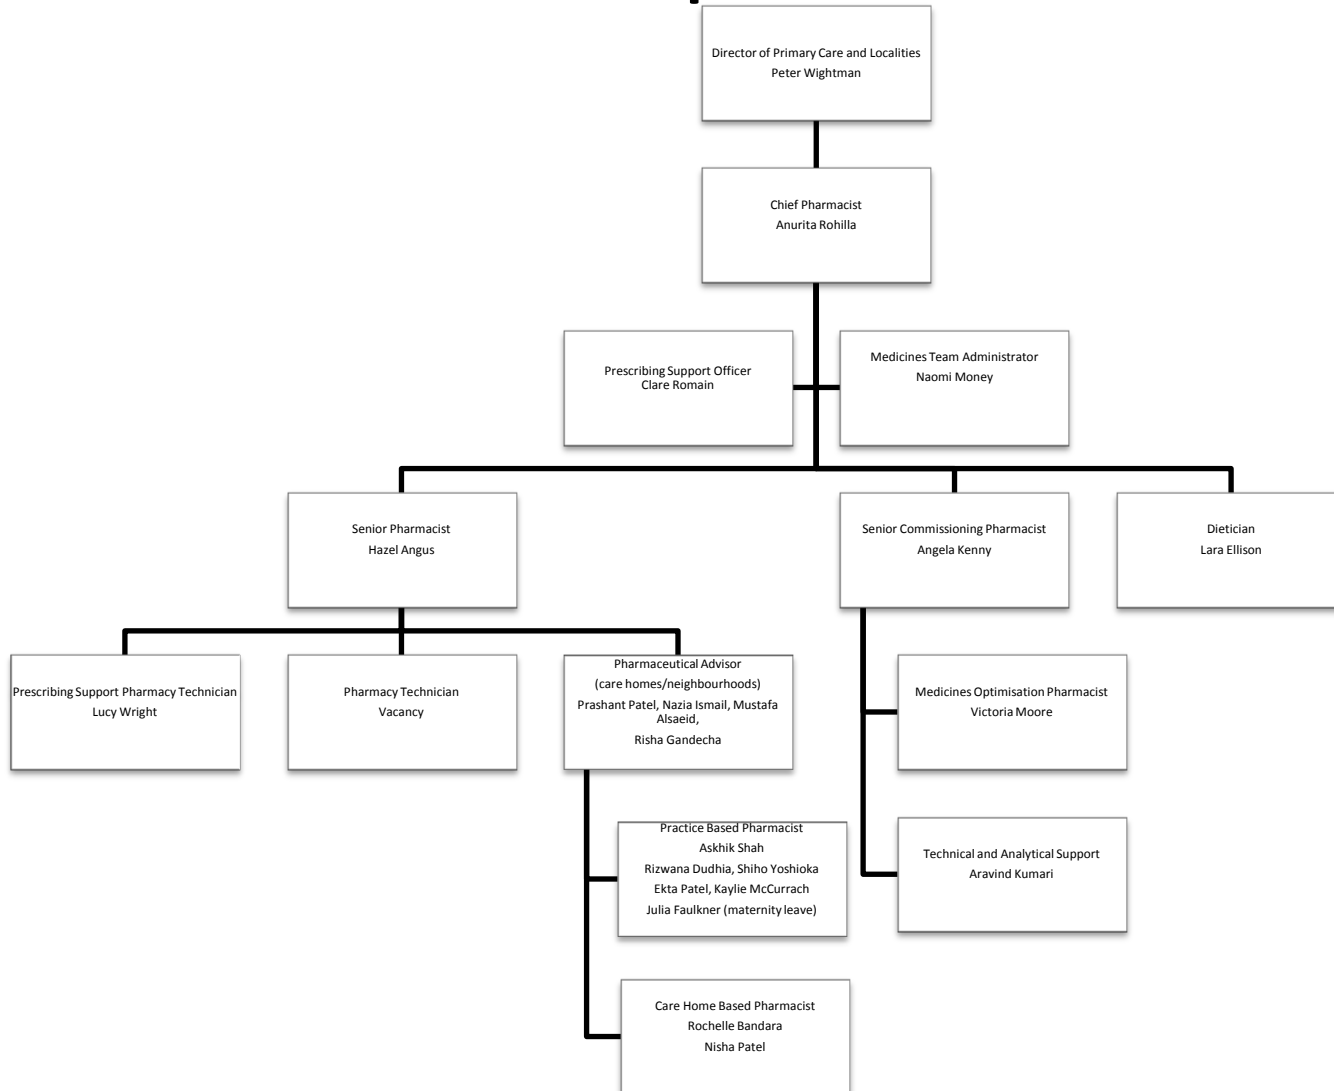 Director of Primary Care and Localities
Peter Wightman
Chief Pharmacist
Anurita Rohilla
Prescribing Support Officer
Clare Romain
Medicines Team Administrator
Naomi Money
Senior Pharmacist
Hazel Angus
Senior Commissioning Pharmacist
Angela Kenny
Dietician
Lara Ellison
Prescribing Support Pharmacy Technician
Lucy Wright
Pharmacy Technician
Vacancy
Pharmaceutical Advisor
(care homes/neighbourhoods)
Prashant Patel, Nazia Ismail, Mustafa
Alsaeid,
Risha Gandecha
Medicines Optimisation Pharmacist
Victoria Moore
Practice Based Pharmacist
Askhik Shah
Rizwana Dudhia, Shiho Yoshioka
Ekta Patel, Kaylie McCurrach
Julia Faulkner (maternity leave)
Technical and Analytical Support
Aravind Kumari
Care Home Based Pharmacist
Rochelle Bandara
Nisha Patel